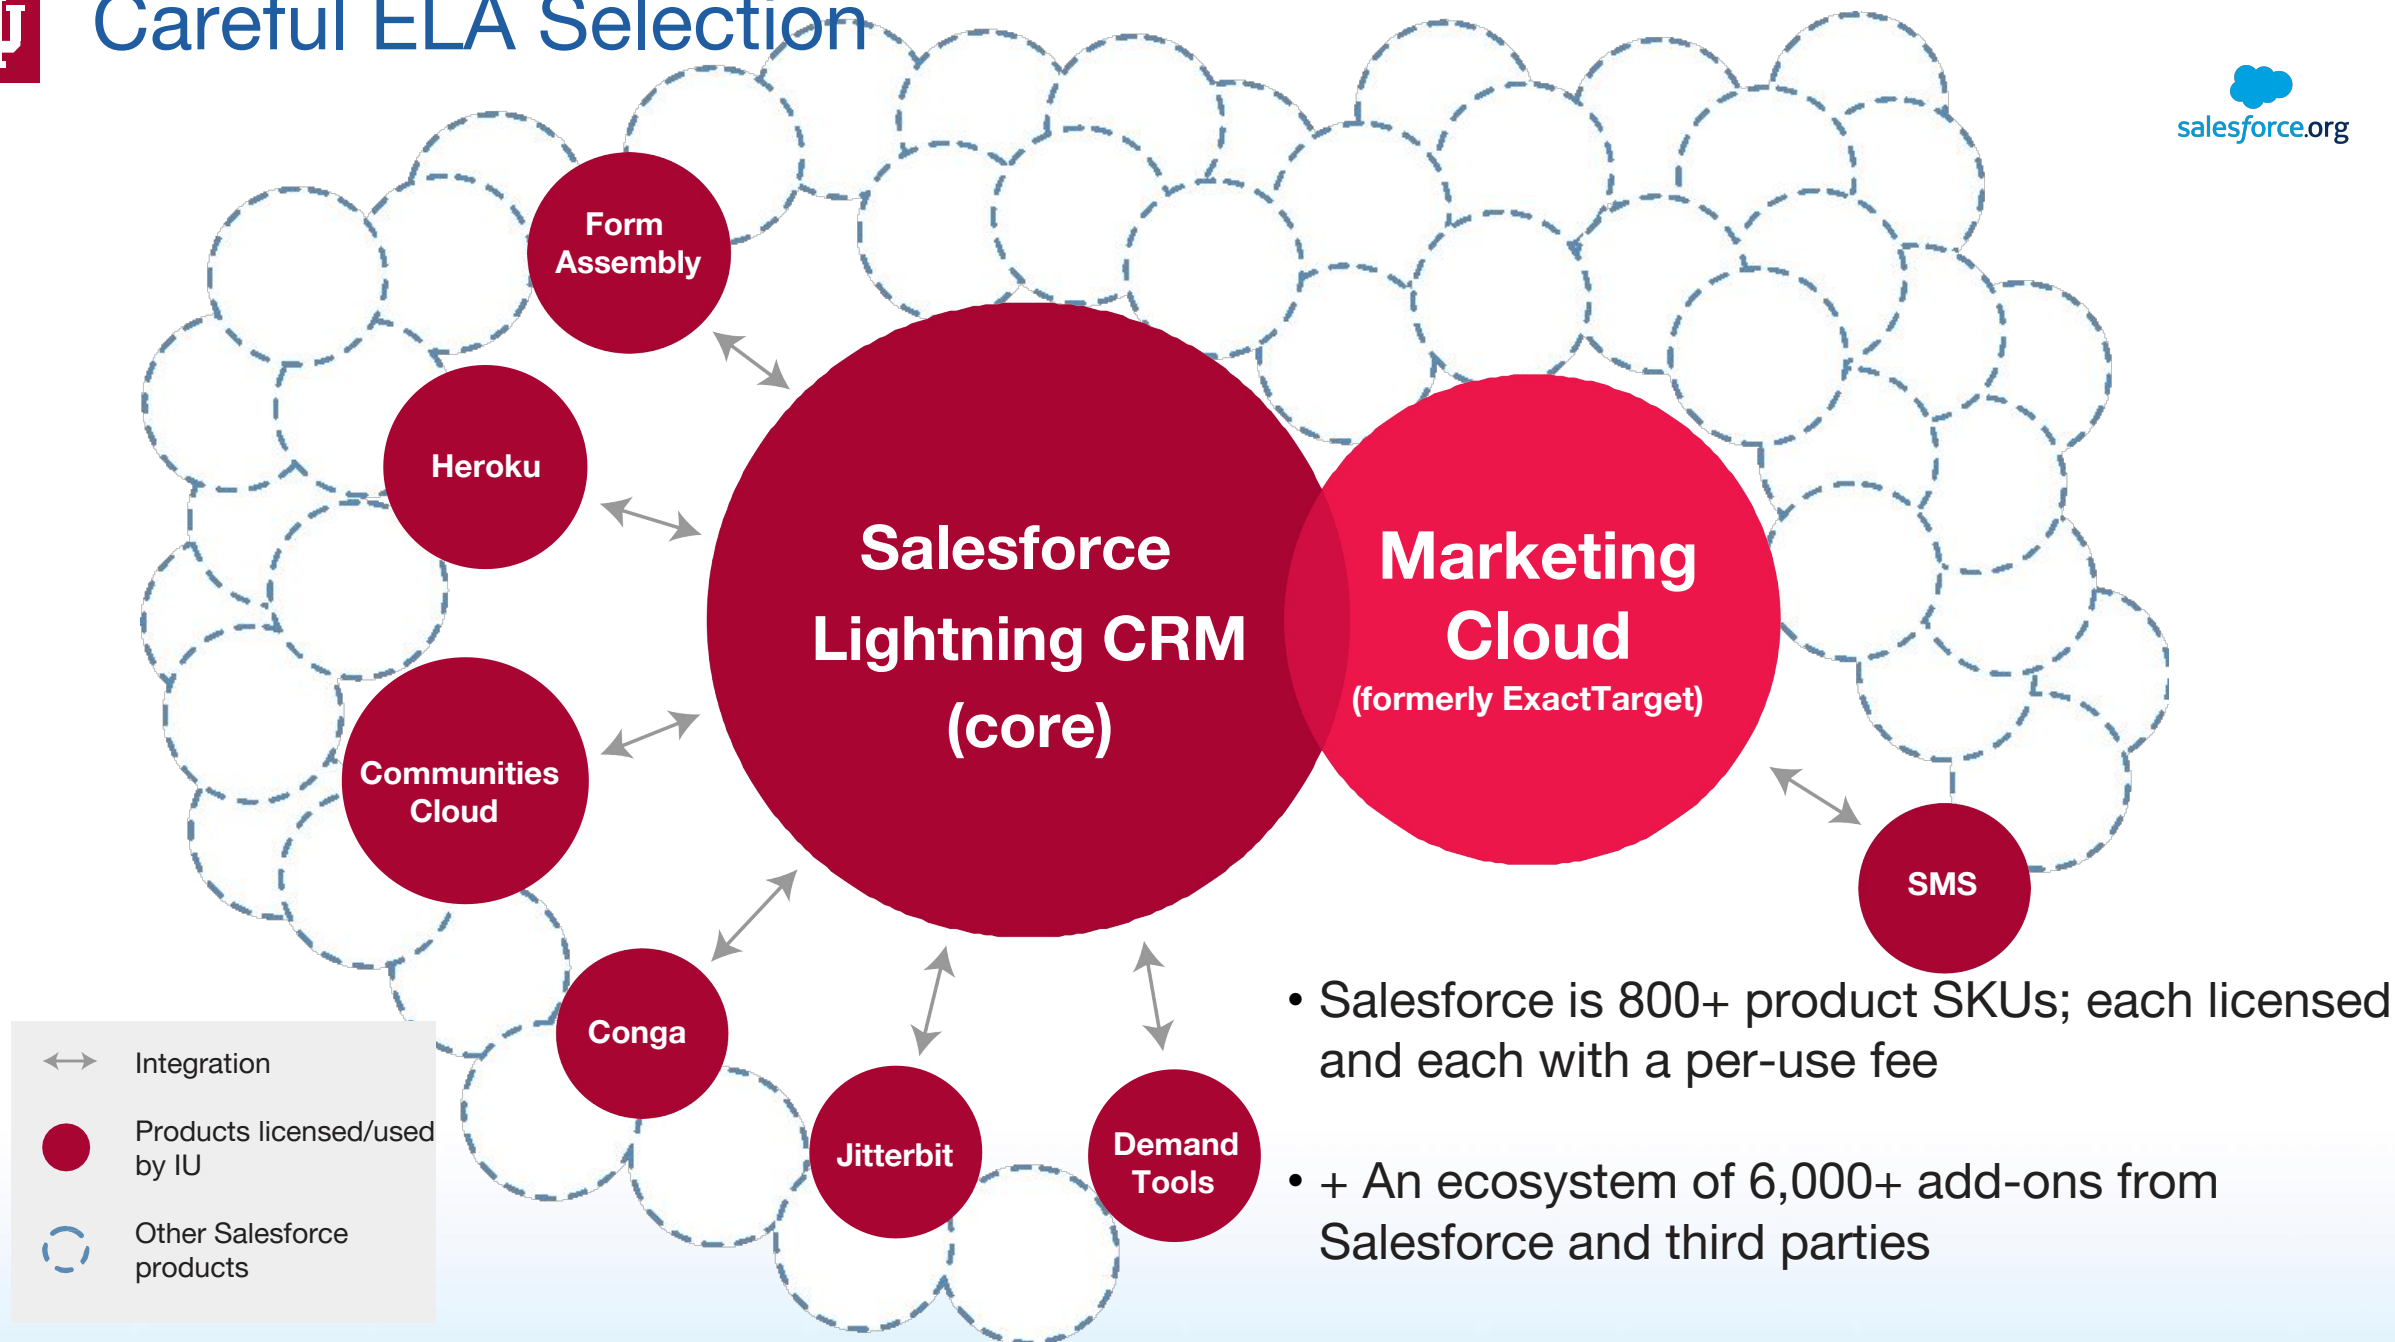 Careful ELA Selection
salesforce.org
Form
Assembly
Heroku
Salesforce
Lightning CRM
(core)
Marketing
Cloud
(formerly ExactTarget)
Communities
Cloud
SMS
Conga
Jitterbit
Demand
Tools
• Salesforce is 800+ product SKUs; each licensed
and each with a per-use fee
• + An ecosystem of 6,000+ add-ons from
Salesforce and third parties
Integration
Products licensed/used
by IU
Other Salesforce
products